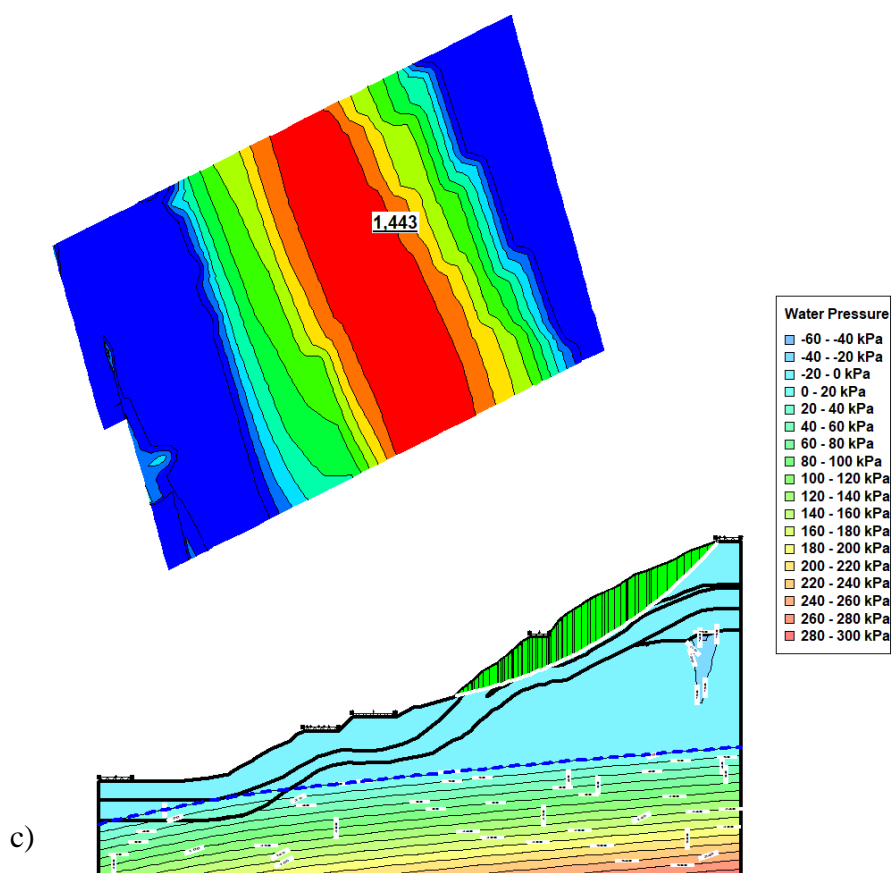 1,443
Water Pressure
-60 - -40 kPa
-40 - -20 kPa
-20 - 0 kPa
0 - 20 kPa
20 - 40 kPa
40 - 60 kPa
60 - 80 kPa
80 - 100 kPa
100 - 120 kPa
120 - 140 kPa
140 - 160 kPa
160 - 180 kPa
180 - 200 kPa
200 - 220 kPa
220 - 240 kPa
240 - 260 kPa
260 - 280 kPa
280 - 300 kPa
c)